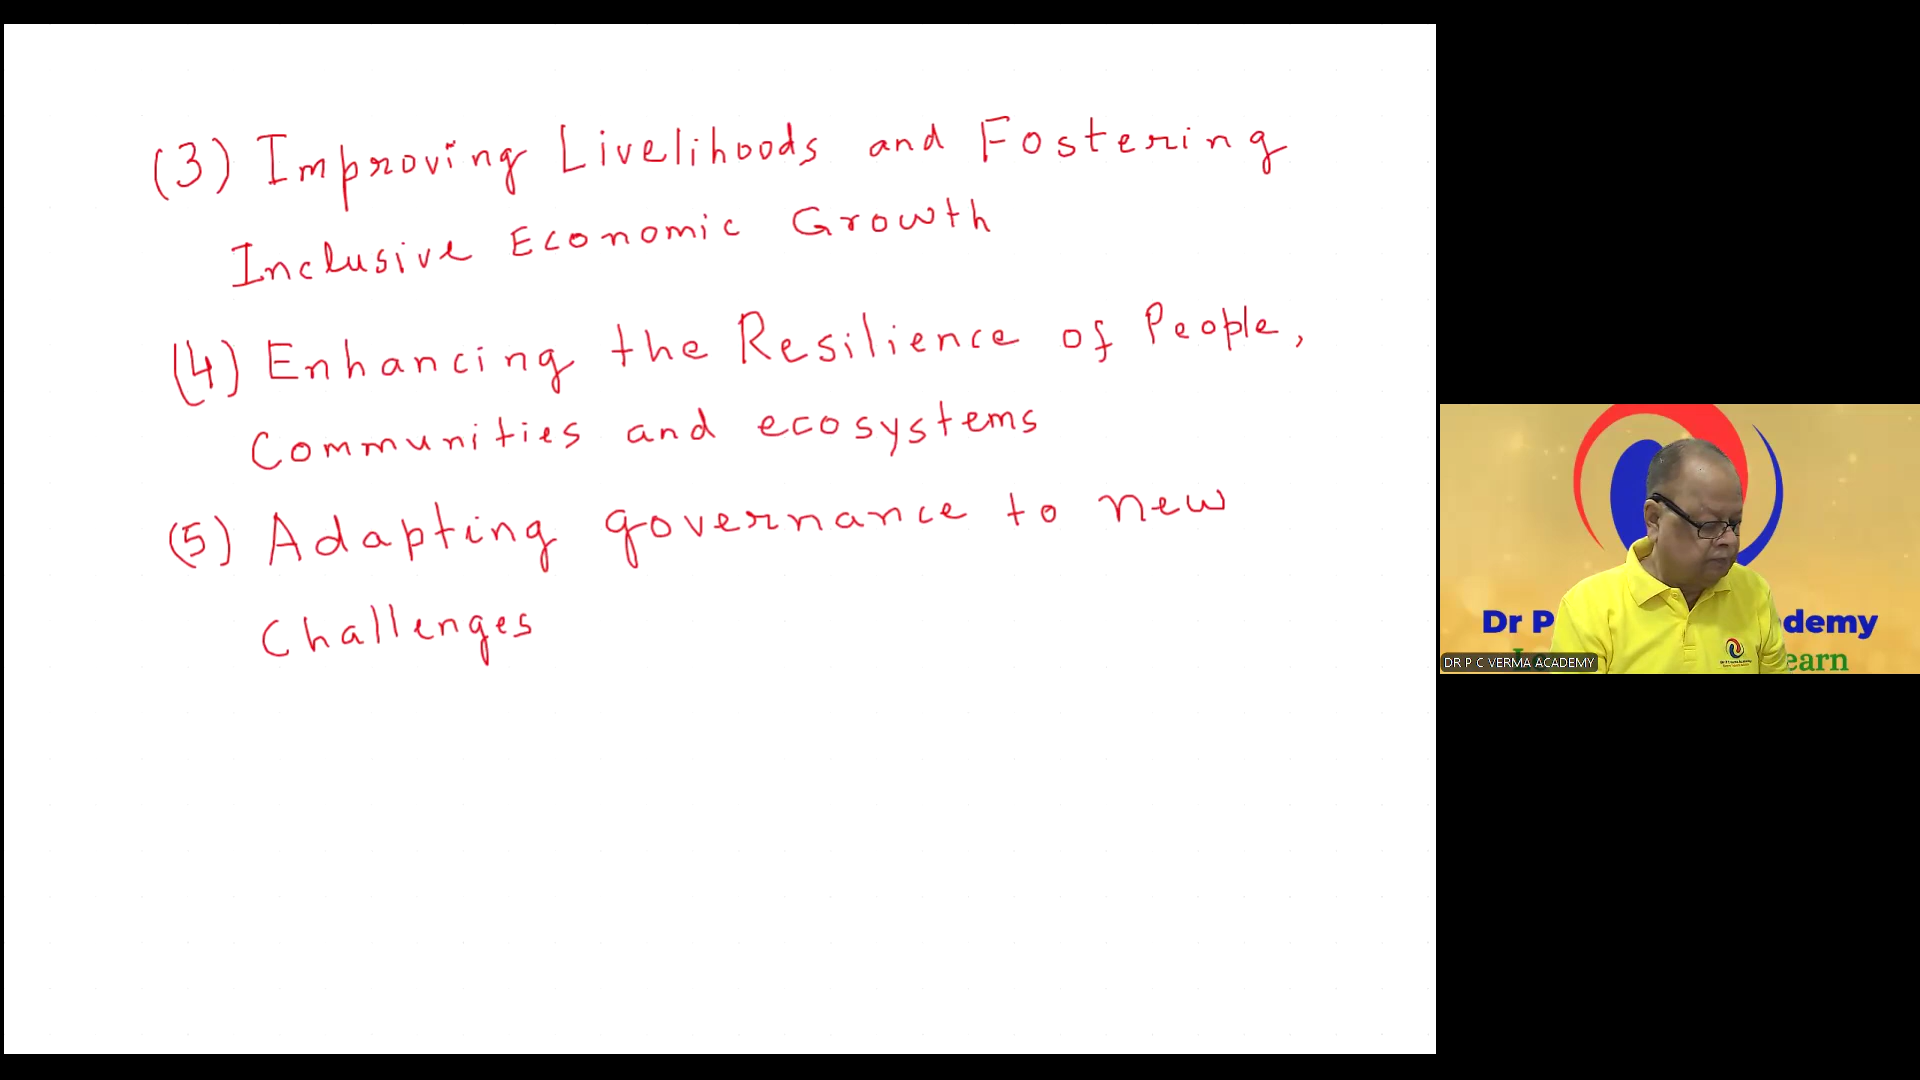 (3) Improving Livelihoods and Fostering
Inclusive Economic Growth
(4) Enhancing the Resilience of People,
Communities and ecosystems
(5) Adapting governance to new
Challenges
Dr P demy
DR P C VERMA ACADEMY
earn